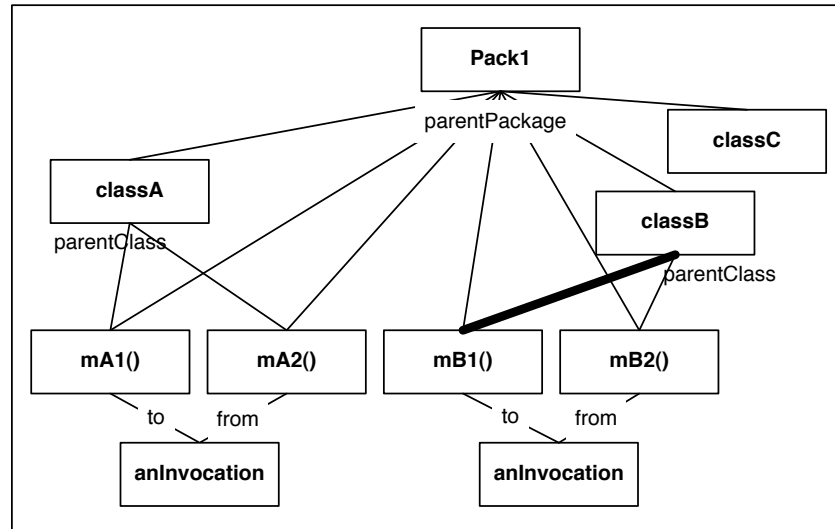 Pack1
parentPackage
classC
classA
classB
parentClass
parentClass
mA1()
mA2()
mB1()
mB2()
to
from
to
from
anInvocation
anInvocation